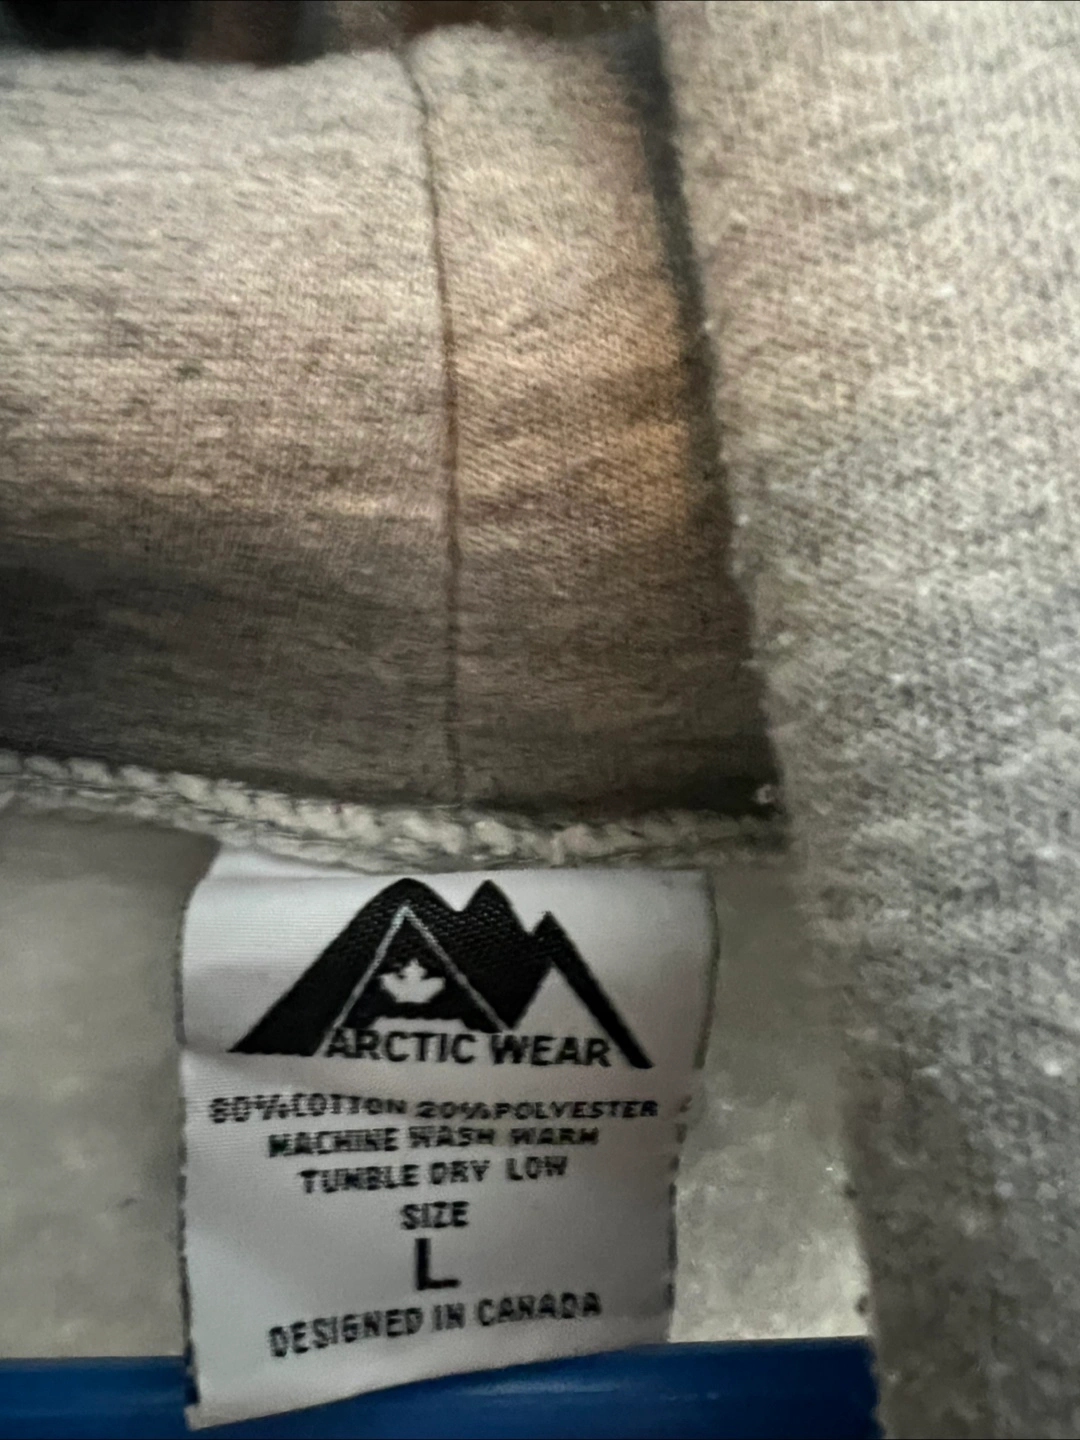 ARCTIC WEAR
80%COTTON 20%POLYESTER
MACHINE WASH WARM
TUMBLE DRY LOW
SIZE
L
DESIGNED IN CANADA